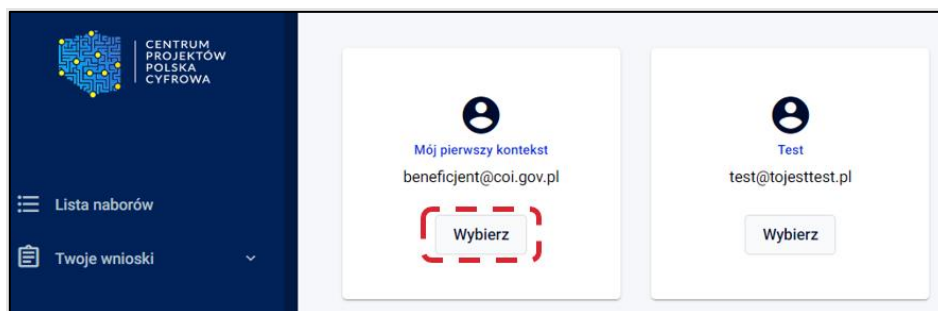 CENTRUM
PROJEKTÓW
POLSKA
CYFROWA
Lista naborów
Twoje wnioski
Mój pierwszy kontekst
beneficjent@coi.gov.pl
Wybierz
Test
test@tojesttest.pl
Wybierz